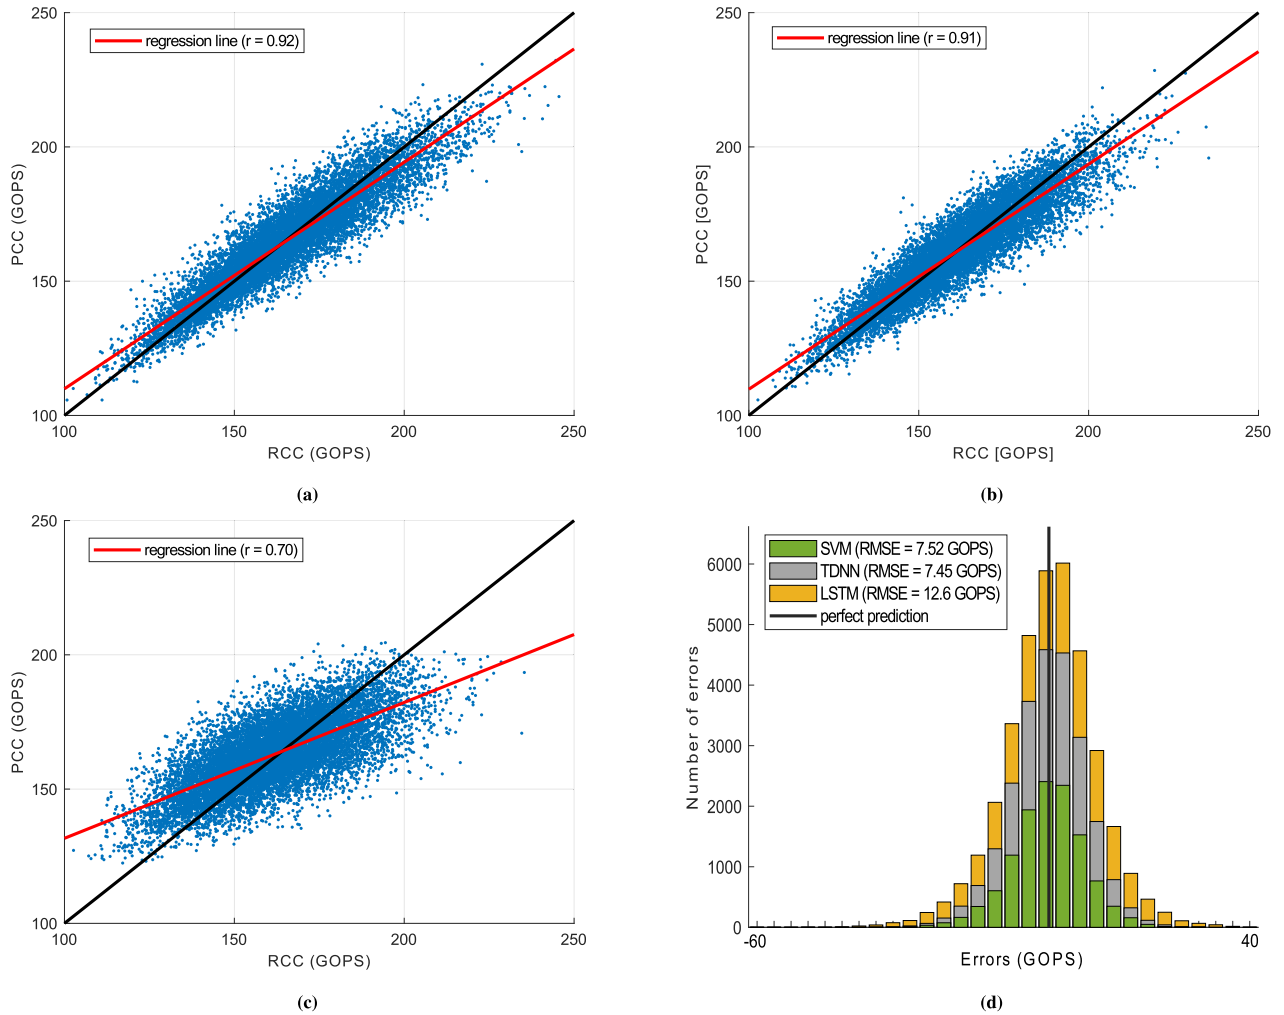 250
200
150
100
100
150
200
250
PCC (GOPS)
RCC (GOPS)
regression line (r = 0.92)
(a)
250
200
150
100
100
150
200
250
PCC [GOPS]
RCC [GOPS]
regression line (r = 0.91)
(b)
250
200
150
100
100
150
200
250
PCC (GOPS)
RCC (GOPS)
regression line (r = 0.70)
(c)
SVM (RMSE = 7.52 GOPS)
TDNN (RMSE = 7.45 GOPS)
LSTM (RMSE = 12.6 GOPS)
perfect prediction
6000
5000
4000
3000
2000
1000
0
-60
40
Number of errors
Errors (GOPS)
(d)